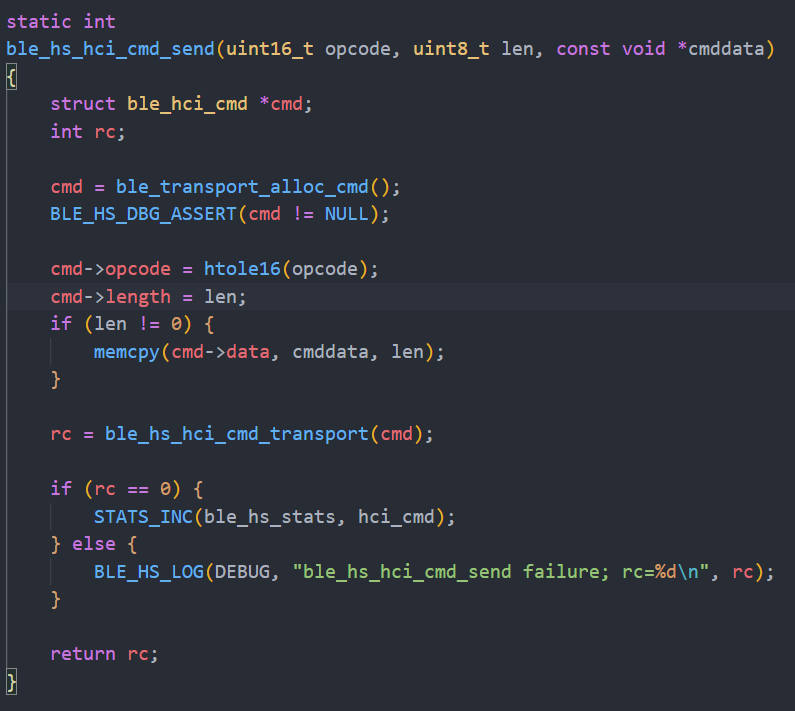 static int
ble_hs_hci_cmd_send(uint16_t opcode, uint8_t len, const void *cmddata)
{
    struct ble_hci_cmd *cmd;
    int rc;

    cmd = ble_transport_alloc_cmd();
    BLE_HS_DBG_ASSERT(cmd != NULL);

    cmd->opcode = htole16(opcode);
    cmd->length = len;
    if (len != 0) {
        memcpy(cmd->data, cmddata, len);
    }

    rc = ble_hs_hci_cmd_transport(cmd);

    if (rc == 0) {
        STATS_INC(ble_hs_stats, hci_cmd);
    } else {
        BLE_HS_LOG(DEBUG, "ble_hs_hci_cmd_send failure; rc=%d\n", rc);
    }

    return rc;
}